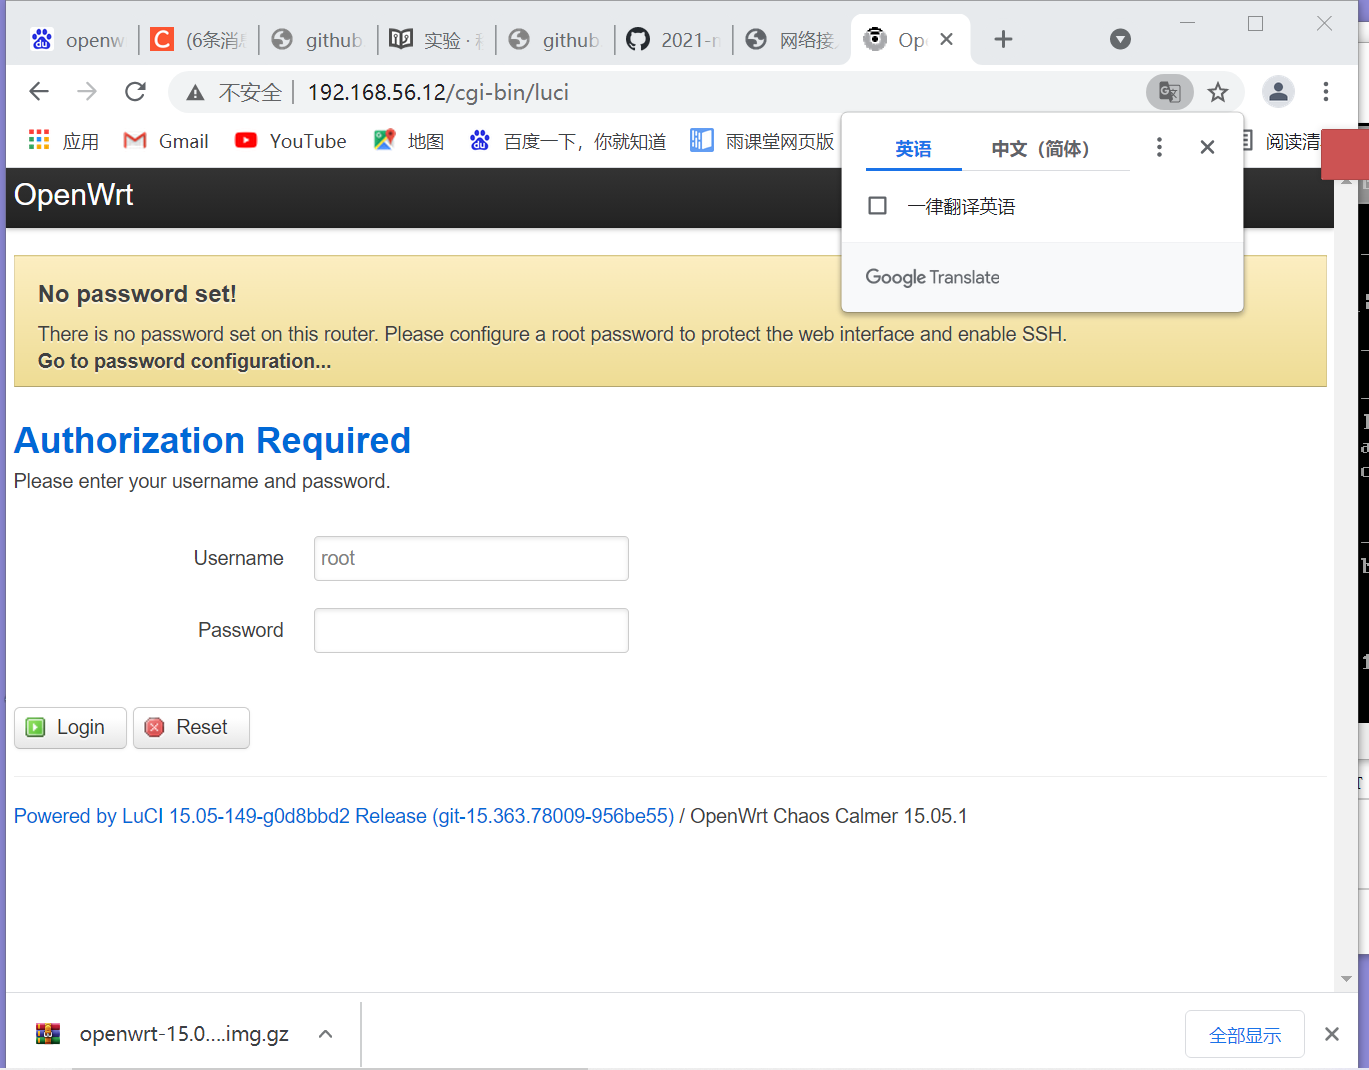 openw
(6条消
github
实验 ·
github
2021-
网络接
Op
不安全
192.168.56.12/cgi-bin/luci
应用
Gmail
YouTube
地图
百度一下，你就知道
雨课堂网页版
阅读清
英语
中文（简体）
一律翻译英语
Google Translate
OpenWrt
No password set!
There is no password set on this router. Please configure a root password to protect the web interface and enable SSH.
Go to password configuration...
Authorization Required
Please enter your username and password.
Username
root
Password
Login
Reset
Powered by LuCI 15.05-149-g0d8bbd2 Release (git-15.363.78009-956be55) / OpenWrt Chaos Calmer 15.05.1
openwrt-15.0....img.gz
全部显示